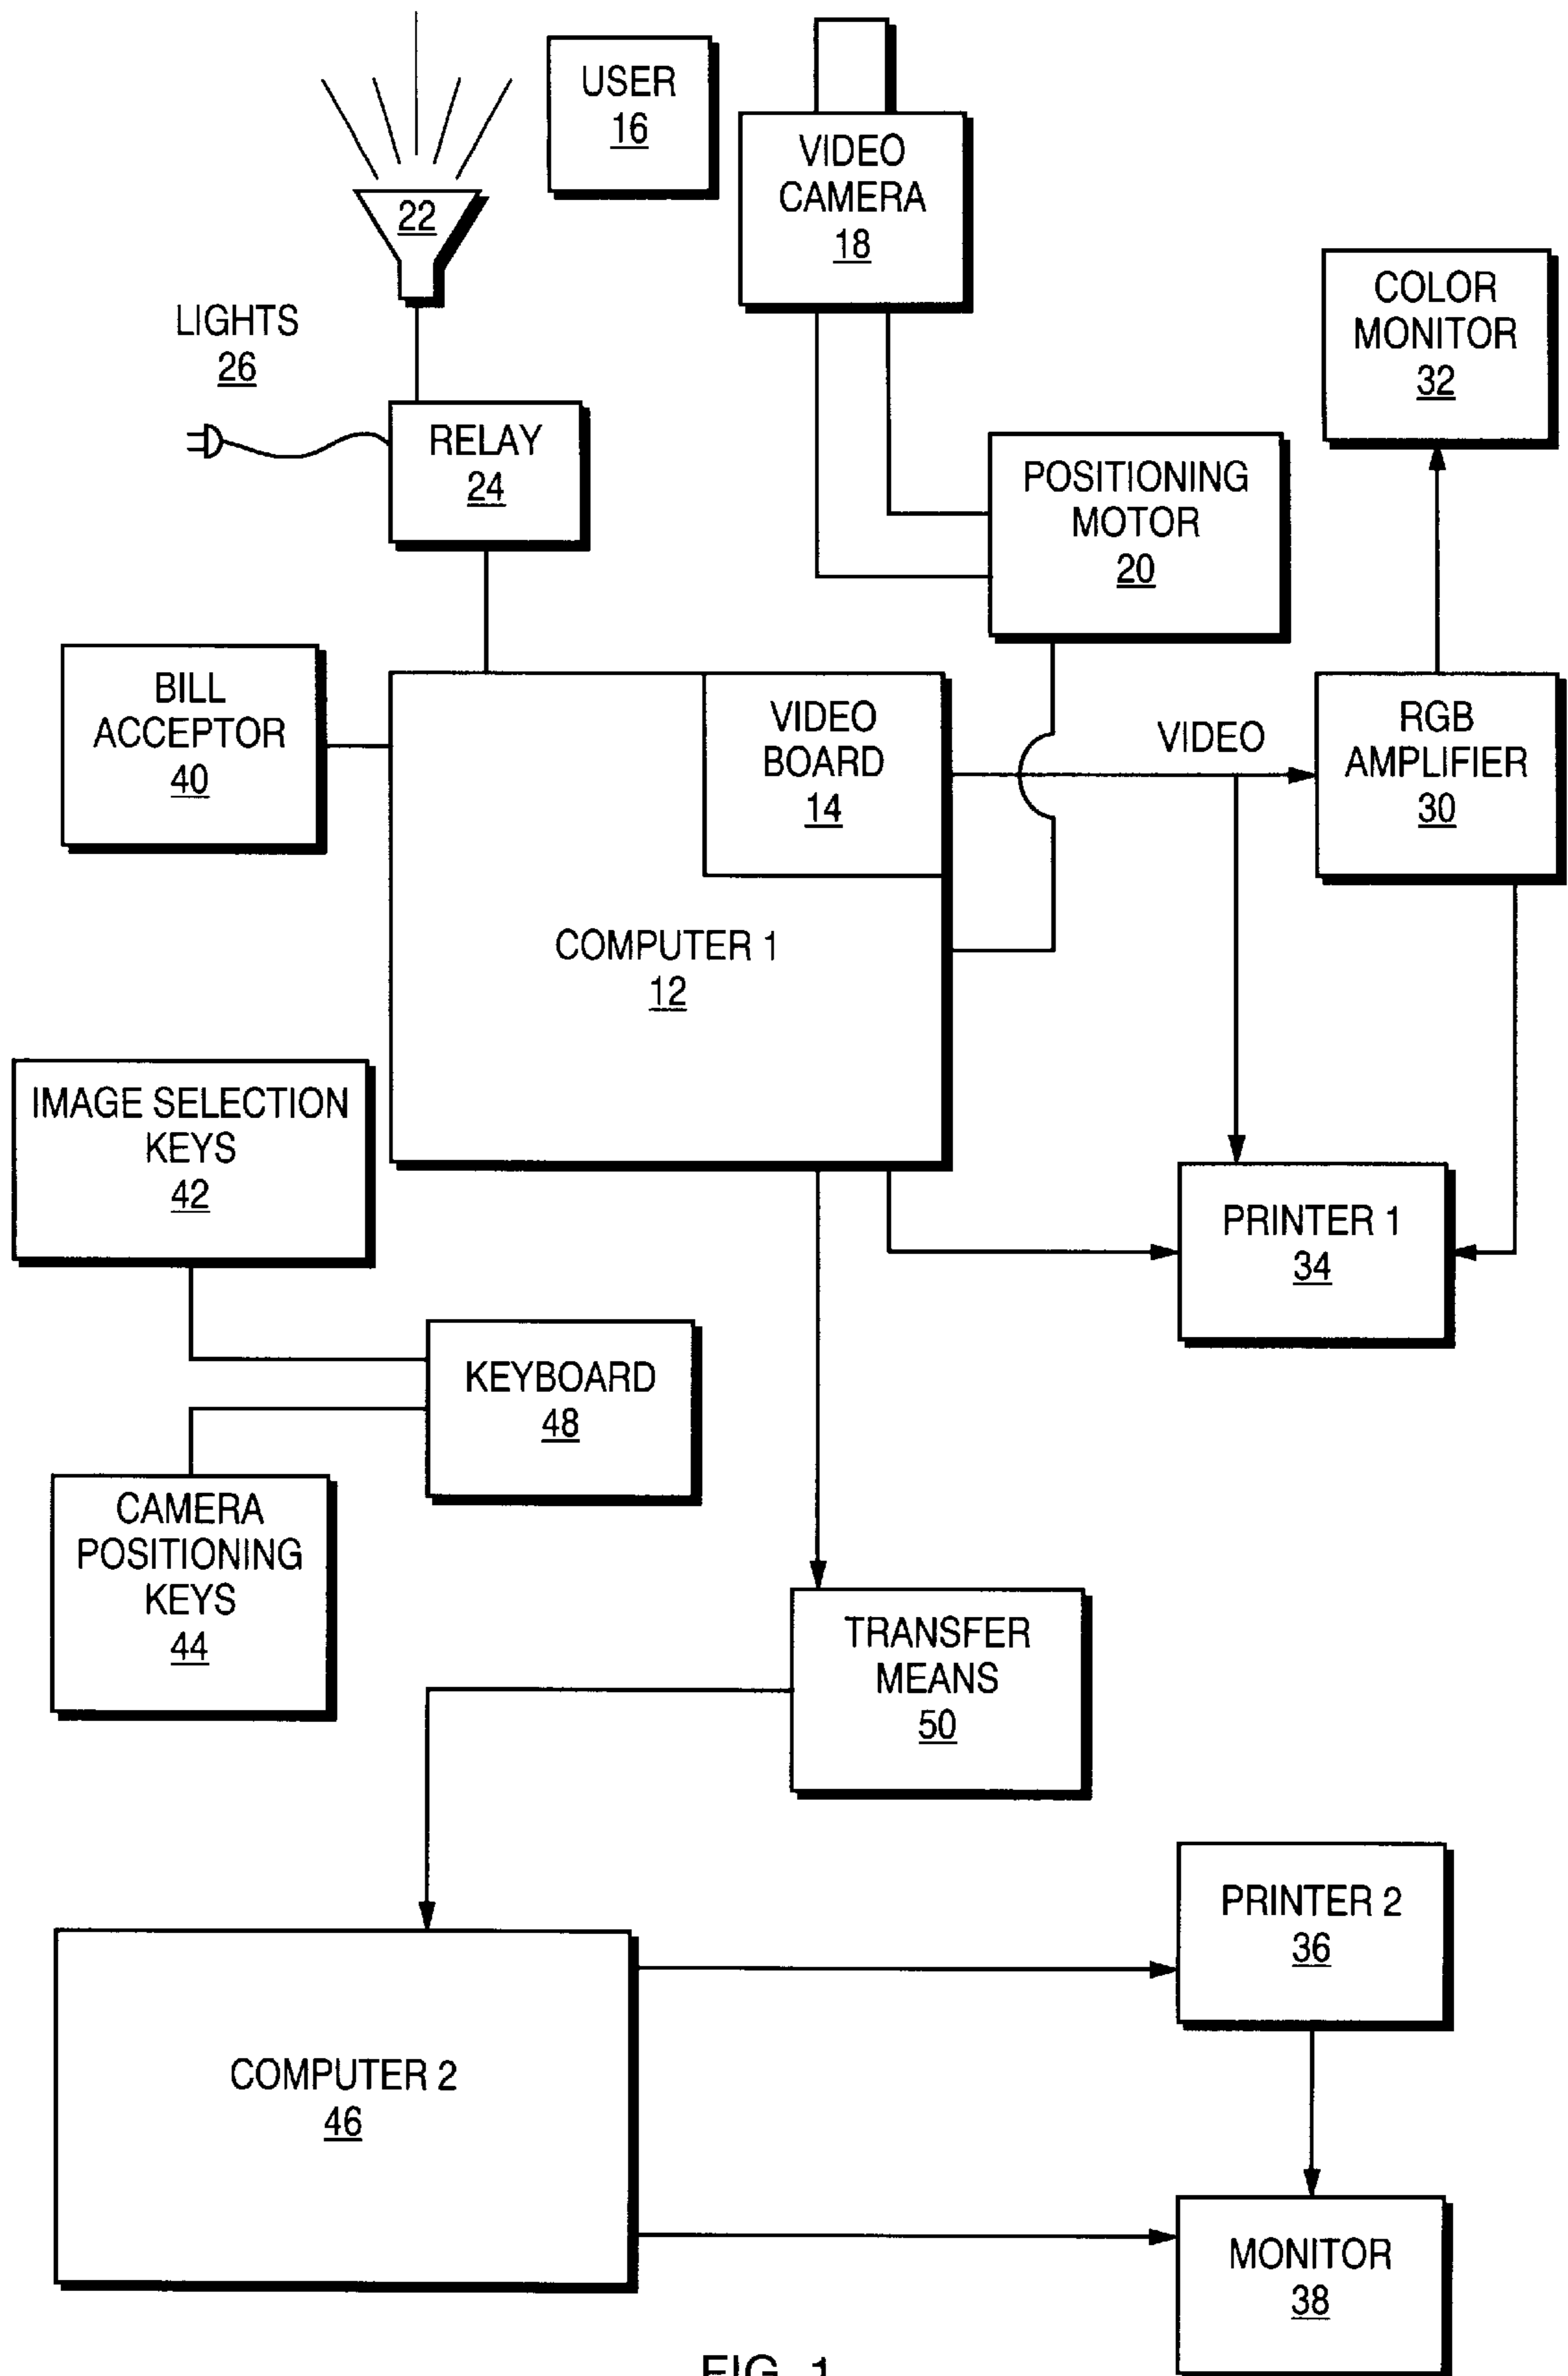 USER
16
VIDEO
CAMERA
18
22
LIGHTS
26
RELAY
24
COLOR
MONITOR
32
POSITIONING
MOTOR
20
BILL
ACCEPTOR
40
VIDEO
BOARD
14
VIDEO
RGB
AMPLIFIER
30
COMPUTER 1
12
IMAGE SELECTION
KEYS
42
PRINTER 1
34
KEYBOARD
48
CAMERA
POSITIONING
KEYS
44
TRANSFER
MEANS
50
PRINTER 2
36
COMPUTER 2
46
MONITOR
38
FIG. 1